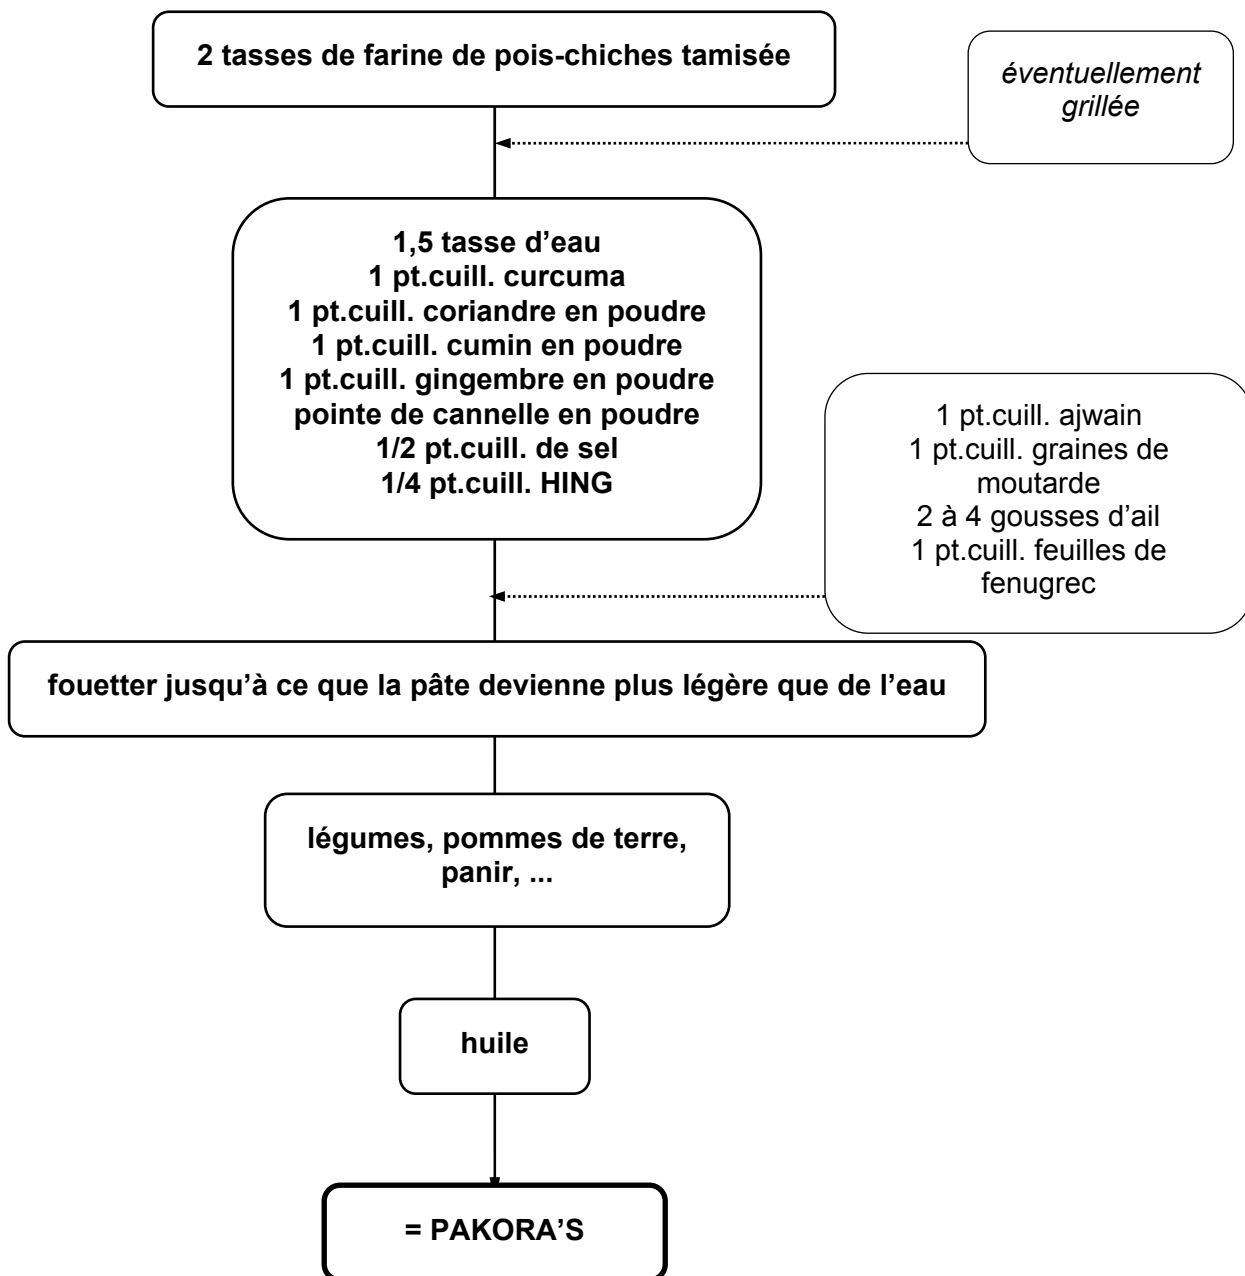 2 tasses de farine de pois-chiches tamisée
éventuellement
grillée
1,5 tasse d’eau
1 pt.cuill. curcuma
1 pt.cuill. coriandre en poudre
1 pt.cuill. cumin en poudre
1 pt.cuill. gingembre en poudre
pointe de cannelle en poudre
1/2 pt.cuill. de sel
1/4 pt.cuill. HING
1 pt.cuill. ajwain
1 pt.cuill. graines de
moutarde
2 à 4 gousses d’ail
1 pt.cuill. feuilles de
fenugrec
fouetter jusqu’à ce que la pâte devienne plus légère que de l’eau
légumes, pommes de terre,
panir, ...
huile
= PAKORA’S